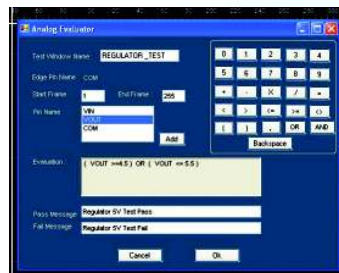 Analog Evaluator
Test Window Name REGULATOR_TEST
Edge Pin Name COM
Start Frame 1 End Frame 255
Pin Name
VIN
VOUT
COM
Add
0 1 2 3 4
5 6 7 8 9
+ - X / =
< > <= >= <>
( ) . OR AND
Backspace
Evaluation :
( VOUT >=4.5 ) OR ( VOUT <= 5.5 )
Pass Message Regulator 5V Test Pass
Fail Message Regulator 5V Test Fail
Cancel Ok